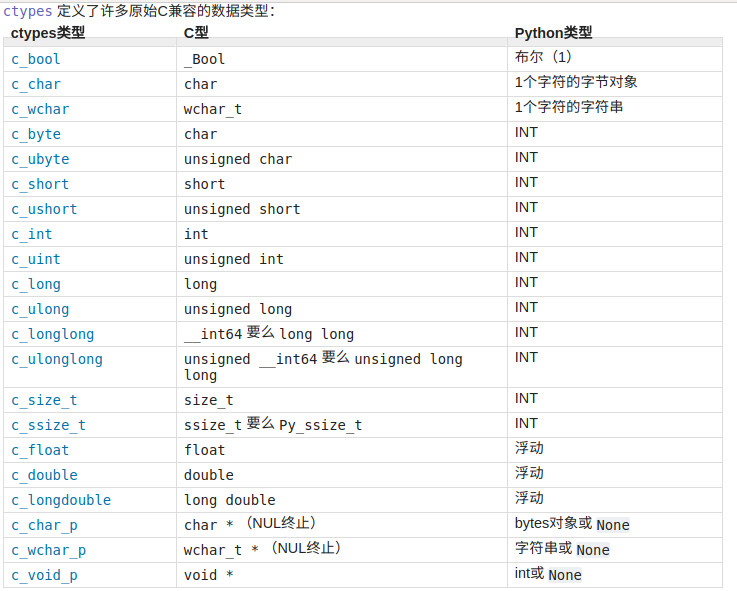 ctypes 定义了许多原始C兼容的数据类型：
ctypes类型 C型 Python类型
c_bool _Bool 布尔（1）
c_char char 1个字符的字节对象
c_wchar wchar_t 1个字符的字符串
c_byte char INT
c_ubyte unsigned char INT
c_short short INT
c_ushort unsigned short INT
c_int int INT
c_uint unsigned int INT
c_long long INT
c_ulong unsigned long INT
c_longlong __int64 要么 long long INT
c_ulonglong unsigned __int64 要么 unsigned long INT
long
c_size_t size_t INT
c_ssize_t ssize_t 要么 Py_ssize_t INT
c_float float 浮动
c_double double 浮动
c_longdouble long double 浮动
c_char_p char * （NUL终止） bytes对象或 None
c_wchar_p wchar_t * （NUL终止） 字符串或 None
c_void_p void * int或 None